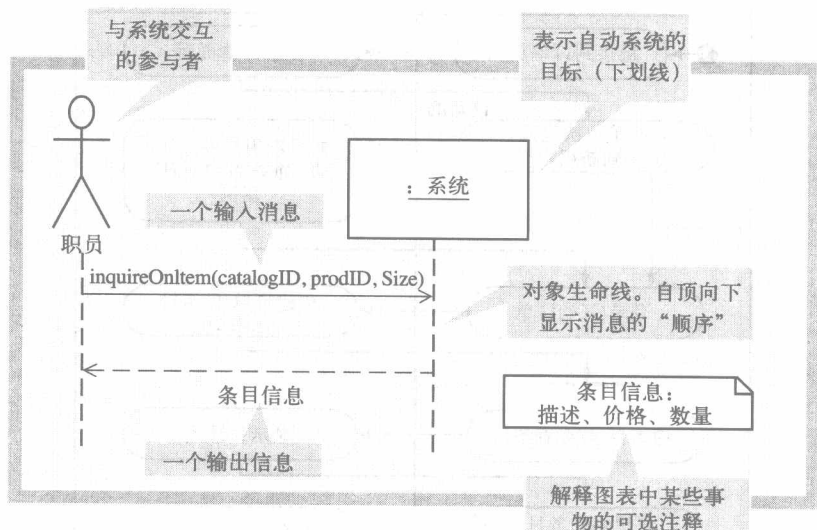 与系统交互
的参与者
表示自动系统的
目标（下划线）
：系统
一个输入消息
职员
inquireOnItem(catalogID, prodID, Size)
对象生命线。自顶向下
显示消息的“顺序”
条目信息
条目信息：
描述、价格、数量
一个输出信息
解释图表中某些事
物的可选注释